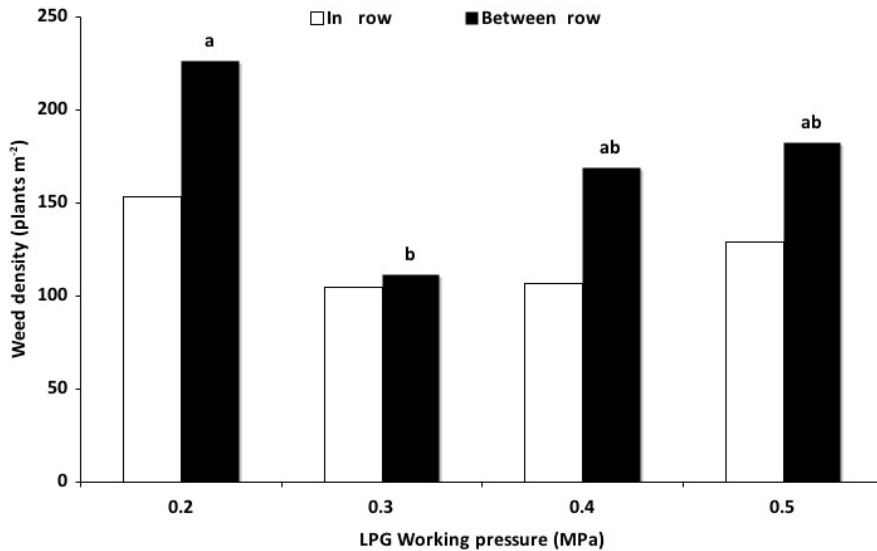 In row
Between row
250
200
150
100
50
0
Weed density (plants m⁻²)
a
b
ab
ab
0.2
0.3
0.4
0.5
LPG Working pressure (MPa)